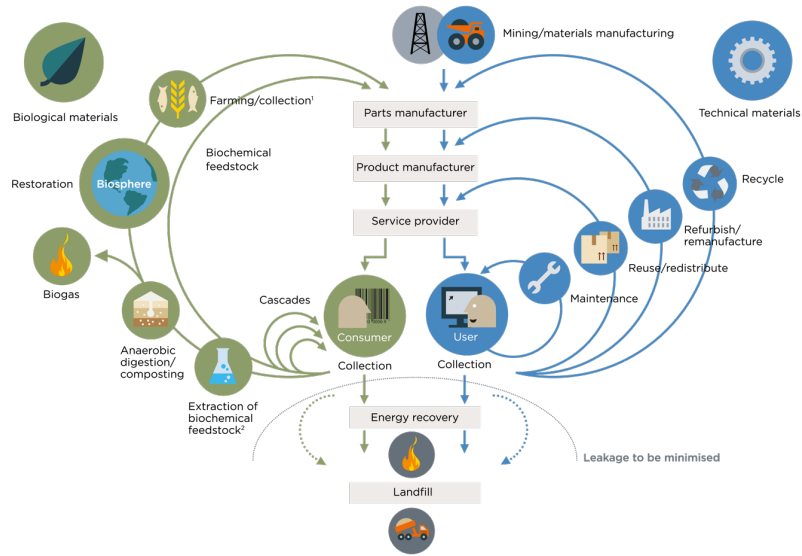 Mining/materials manufacturing
Biological materials
Technical materials
Farming/collection¹
Parts manufacturer
Biochemical
feedstock
Restoration
Biosphere
Product manufacturer
Recycle
Service provider
Refurbish/
remanufacture
Reuse/redistribute
Biogas
Cascades
Maintenance
Consumer
User
Anaerobic
digestion/
composting
Collection
Collection
Extraction of
biochemical
feedstock²
Energy recovery
Leakage to be minimised
Landfill